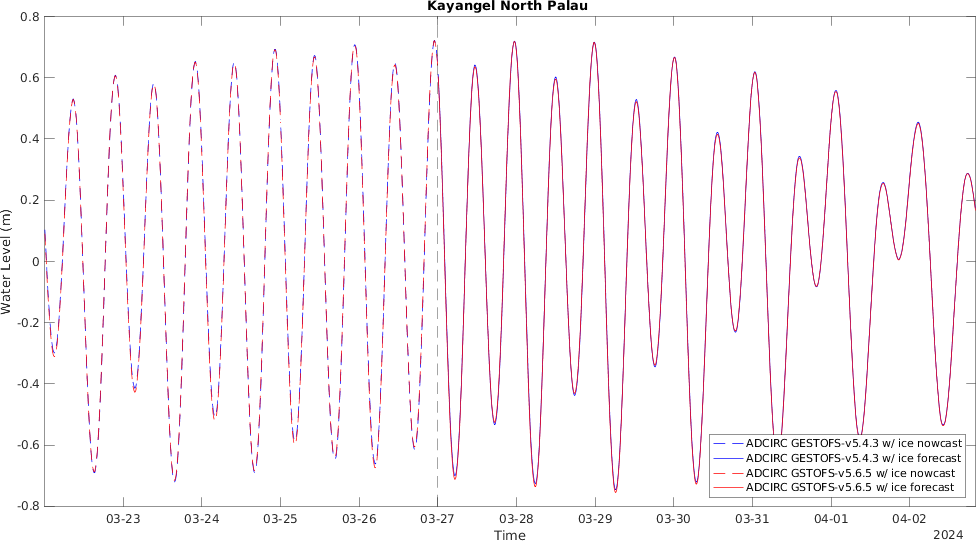 Kayangel North Palau
0.8
0.6
0.4
0.2
0
-0.2
-0.4
-0.6
-0.8
Water Level (m)
ADCIRC GESTOFS-v5.4.3 w/ ice nowcast
ADCIRC GESTOFS-v5.4.3 w/ ice forecast
ADCIRC GSTOFS-v5.6.5 w/ ice nowcast
ADCIRC GSTOFS-v5.6.5 w/ ice forecast
03-23 03-24 03-25 03-26 03-27 03-28 03-29 03-30 03-31 04-01 04-02
Time
2024